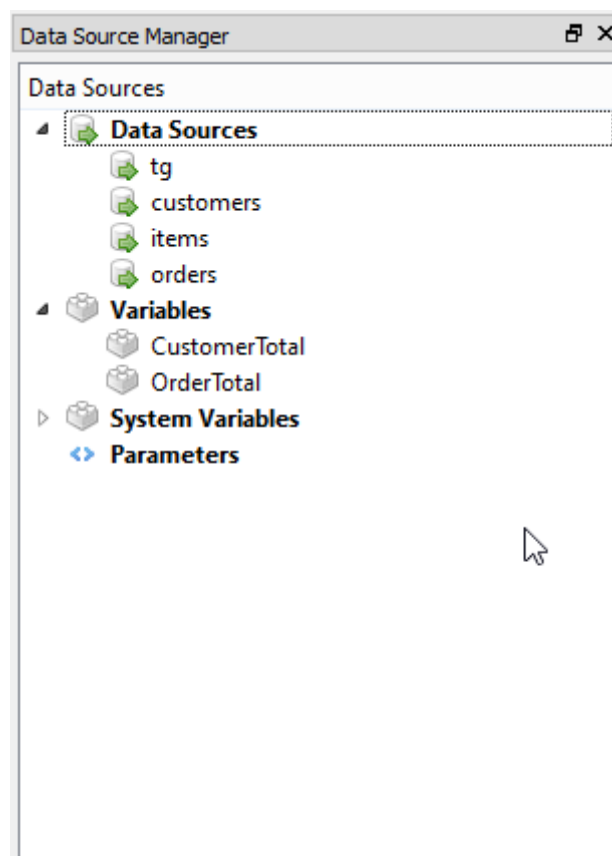 Data Source Manager
Data Sources
Data Sources
tg
customers
items
orders
Variables
CustomerTotal
OrderTotal
System Variables
Parameters